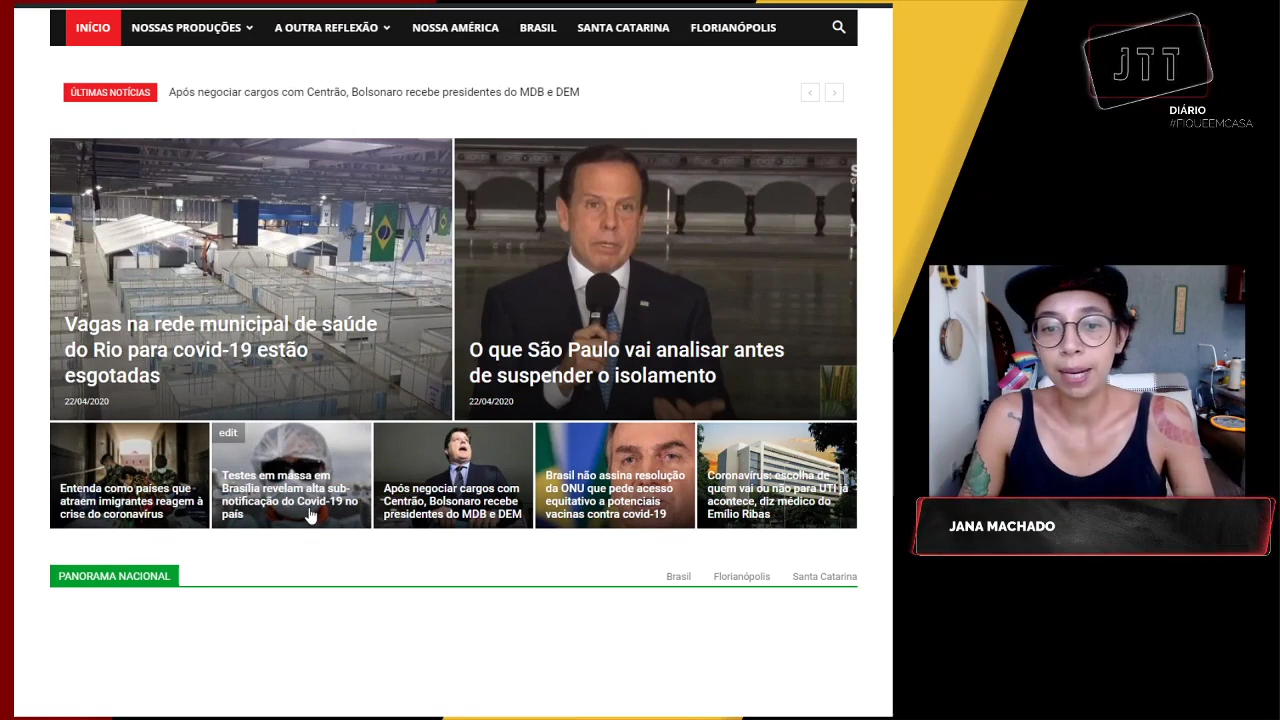 INÍCIO NOSSAS PRODUÇÕES A OUTRA REFLEXÃO NOSSA AMÉRICA BRASIL SANTA CATARINA FLORIANÓPOLIS
ÚLTIMAS NOTÍCIAS Após negociar cargos com Centrão, Bolsonaro recebe presidentes do MDB e DEM
Vagas na rede municipal de saúde
do Rio para covid-19 estão
esgotadas
22/04/2020
O que São Paulo vai analisar antes
de suspender o isolamento
22/04/2020
Entenda como países que
atraem imigrantes reagem à
crise do coronavírus
edit
Testes em massa em
Brasília revelam alta sub-
notificação do Covid-19 no
país
Após negociar cargos com
Centrão, Bolsonaro recebe
presidentes do MDB e DEM
Brasil não assina resolução
da ONU que pede acesso
equitativo a potenciais
vacinas contra covid-19
Coronavírus: escolha de
quem vai ou não para UTI já
acontece, diz médico do
Emílio Ribas
PANORAMA NACIONAL Brasil Florianópolis Santa Catarina
JTT
DIÁRIO
#FIQUEEMCASA
JANA MACHADO